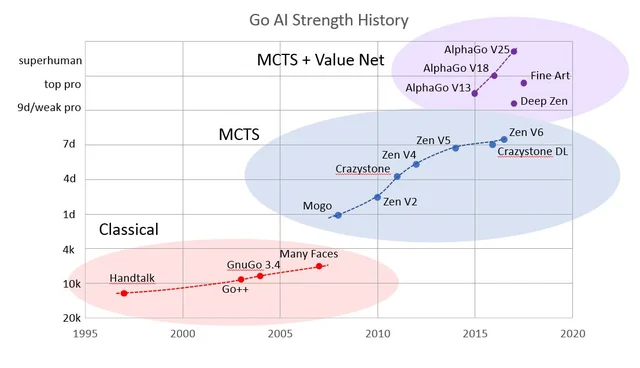 Go AI Strength History
superhuman
top pro
9d/weak pro
7d
4d
1d
4k
10k
20k
MCTS + Value Net
AlphaGo V25
AlphaGo V18
AlphaGo V13
Fine Art
Deep Zen
MCTS
Zen V6
Zen V5
Crazystone DL
Zen V4
Crazystone
Zen V2
Mogo
Classical
Many Faces
GnuGo 3.4
Handtalk
Go++
1995 2000 2005 2010 2015 2020